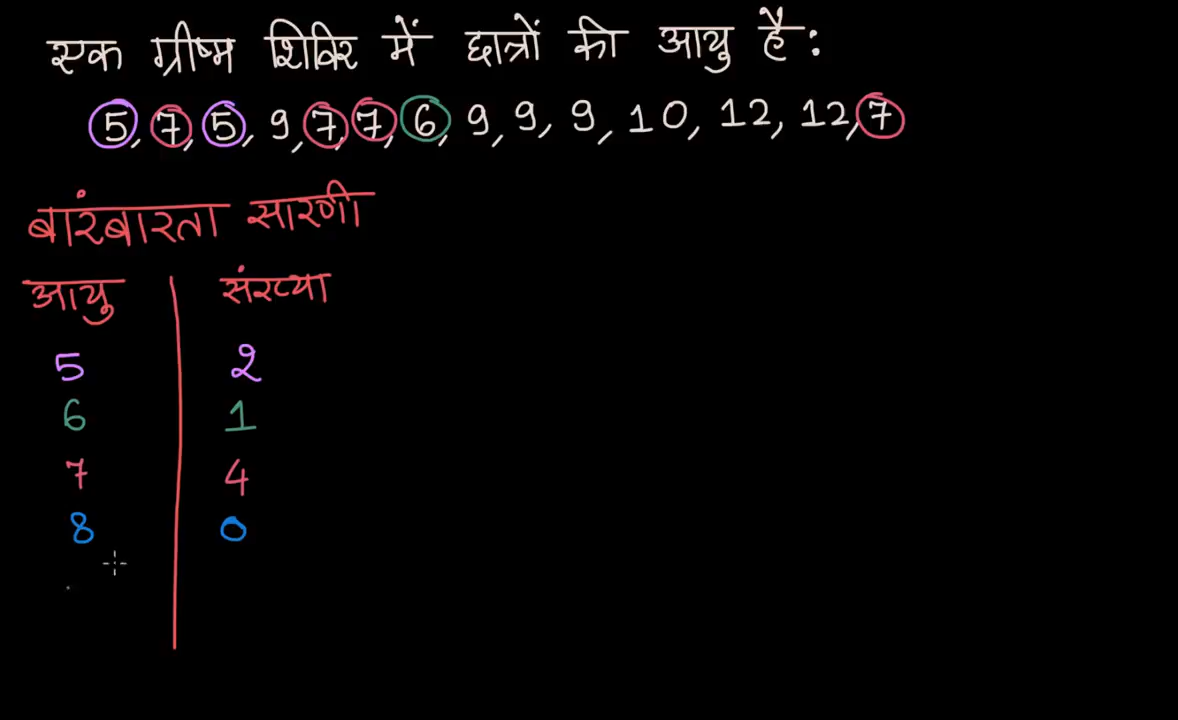 एक ग्रीष्म शिविर में छात्रों की आयु है:
5, 7, 5, 9, 7, 7, 6, 9, 9, 9, 10, 12, 12, 7
बारंबारता सारणी
आयु संख्या
5 2
6 1
7 4
8 0